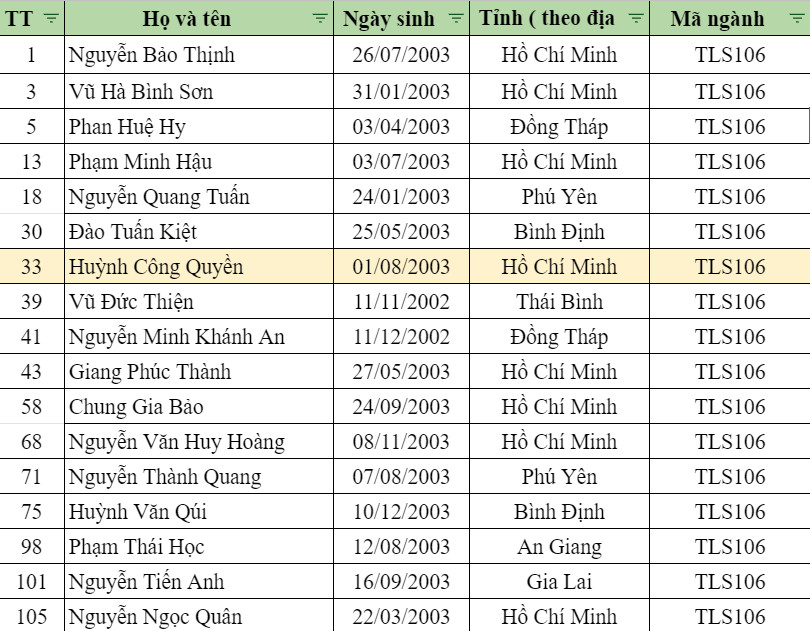 TT Họ và tên Ngày sinh Tỉnh ( theo địa Mã ngành
1 Nguyễn Bảo Thịnh 26/07/2003 Hồ Chí Minh TLS106
3 Vũ Hà Bình Sơn 31/01/2003 Hồ Chí Minh TLS106
5 Phan Huệ Hy 03/04/2003 Đồng Tháp TLS106
13 Phạm Minh Hậu 03/07/2003 Hồ Chí Minh TLS106
18 Nguyễn Quang Tuấn 24/01/2003 Phú Yên TLS106
30 Đào Tuấn Kiệt 25/05/2003 Bình Định TLS106
33 Huỳnh Công Quyền 01/08/2003 Hồ Chí Minh TLS106
39 Vũ Đức Thiện 11/11/2002 Thái Bình TLS106
41 Nguyễn Minh Khánh An 11/12/2002 Đồng Tháp TLS106
43 Giang Phúc Thành 27/05/2003 Hồ Chí Minh TLS106
58 Chung Gia Bảo 24/09/2003 Hồ Chí Minh TLS106
68 Nguyễn Văn Huy Hoàng 08/11/2003 Hồ Chí Minh TLS106
71 Nguyễn Thành Quang 07/08/2003 Phú Yên TLS106
75 Huỳnh Văn Qúi 10/12/2003 Bình Định TLS106
98 Phạm Thái Học 12/08/2003 An Giang TLS106
101 Nguyễn Tiến Anh 16/09/2003 Gia Lai TLS106
105 Nguyễn Ngọc Quân 22/03/2003 Hồ Chí Minh TLS106